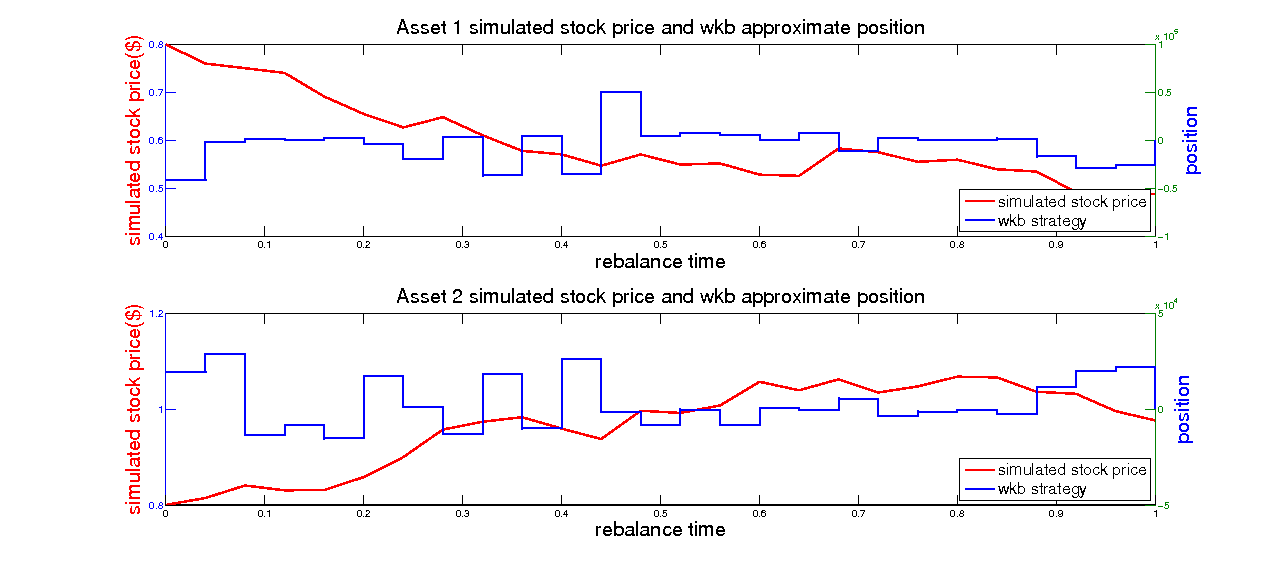 Asset 1 simulated stock price and wkb approximate position
x 10^5
simulated stock price($)
0.8
0.7
0.6
0.5
0.4
1
0.5
0
−0.5
−1
position
simulated stock price
wkb strategy
0 0.1 0.2 0.3 0.4 0.5 0.6 0.7 0.8 0.9 1
rebalance time
Asset 2 simulated stock price and wkb approximate position
x 10^4
simulated stock price($)
1.2
1
0.8
5
0
−5
position
simulated stock price
wkb strategy
0 0.1 0.2 0.3 0.4 0.5 0.6 0.7 0.8 0.9 1
rebalance time